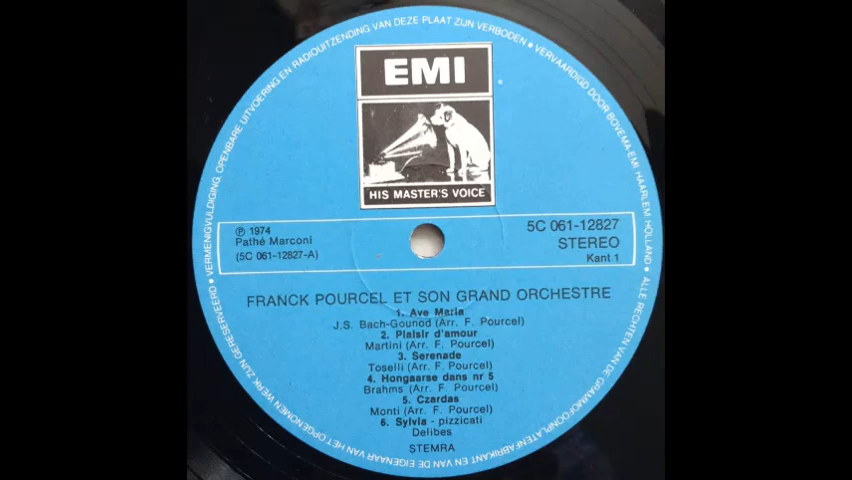 VERMENIGVULDIGING, OPENBARE UITVOERING EN RADIOUITZENDING VAN DEZE PLAAT ZIJN VERBODEN • VERVAARDIGD DOOR BOVEMA-EMI HAARLEM HOLLAND • ALLE RECHTEN VAN DE GRAMMOFOONPLATENFABRIKANT EN VAN DE EIGENAAR VAN HET OPGENOMEN WERK ZIJN GERESERVEERD •
EMI
HIS MASTER'S VOICE
℗ 1974
Pathé Marconi
(5C 061-12827-A)
5C 061-12827
STEREO
Kant 1
FRANCK POURCEL ET SON GRAND ORCHESTRE
1. Ave Maria
J.S. Bach-Gounod (Arr. F. Pourcel)
2. Plaisir d'amour
Martini (Arr. F. Pourcel)
3. Serenade
Toselli (Arr. F. Pourcel)
4. Hongaarse dans nr 5
Brahms (Arr. F. Pourcel)
5. Czardas
Monti (Arr. F. Pourcel)
6. Sylvia - pizzicati
Delibes
STEMRA